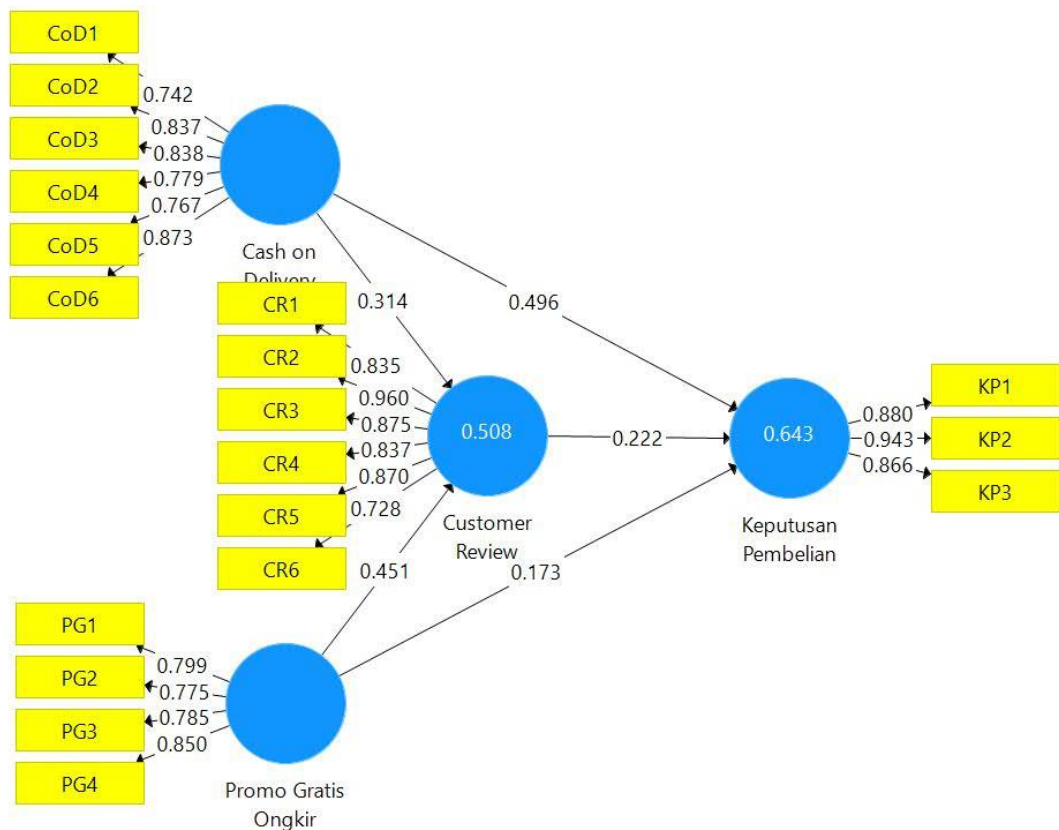 CoD1
CoD2
CoD3
CoD4
CoD5
CoD6
0.742
0.837
0.838
0.779
0.767
0.873
Cash on
Delivery
0.314
0.496
CR1
CR2
CR3
CR4
CR5
CR6
0.835
0.960
0.875
0.837
0.870
0.728
0.508
Customer
Review
0.222
0.643
Keputusan
Pembelian
0.880
0.943
0.866
KP1
KP2
KP3
0.451
0.173
PG1
PG2
PG3
PG4
0.799
0.775
0.785
0.850
Promo Gratis
Ongkir